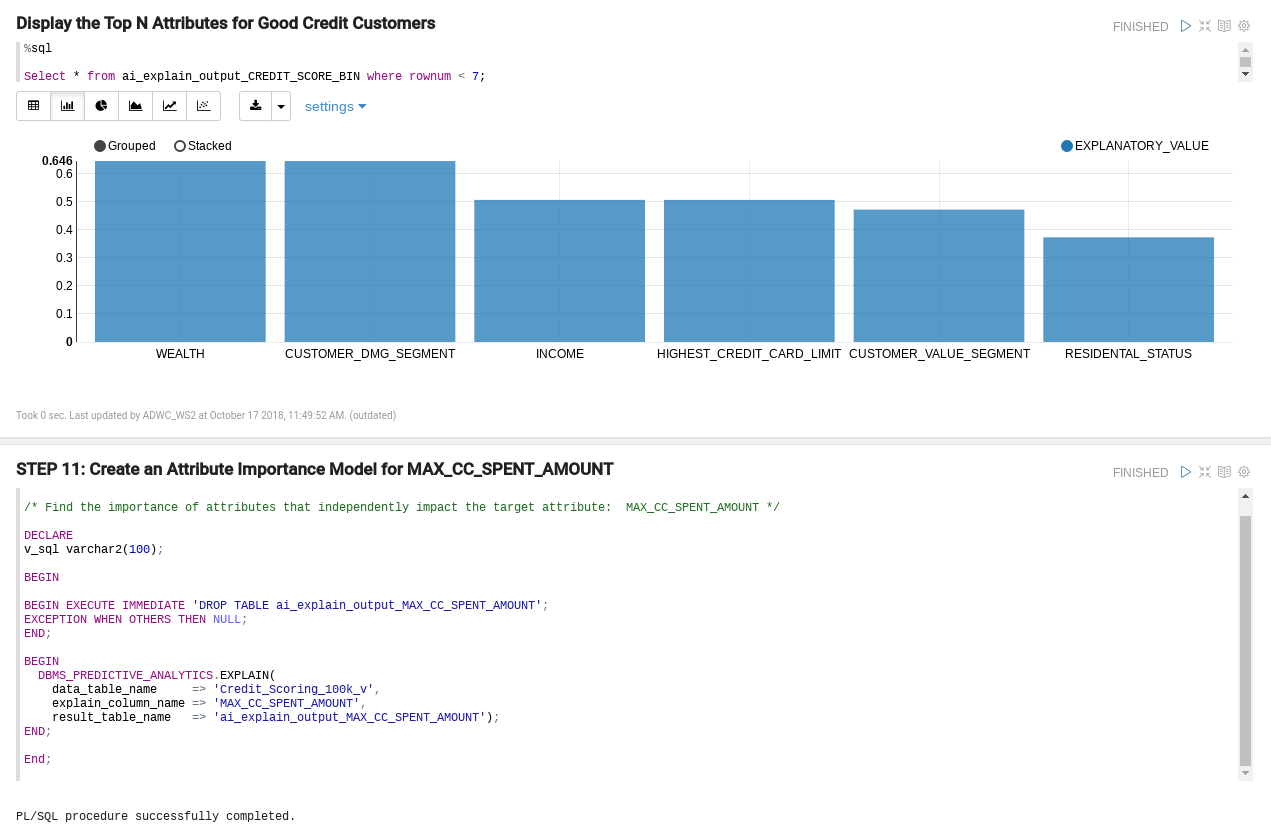 Display the Top N Attributes for Good Credit Customers
FINISHED
%sql
Select * from ai_explain_output_CREDIT_SCORE_BIN where rownum < 7;
settings
Grouped Stacked EXPLANATORY_VALUE
0.646
0.6
0.5
0.4
0.3
0.2
0.1
0
WEALTH CUSTOMER_DMG_SEGMENT INCOME HIGHEST_CREDIT_CARD_LIMIT CUSTOMER_VALUE_SEGMENT RESIDENTAL_STATUS
Took 0 sec. Last updated by ADWC_WS2 at October 17 2018, 11:49:52 AM. (outdated)
STEP 11: Create an Attribute Importance Model for MAX_CC_SPENT_AMOUNT
FINISHED
/* Find the importance of attributes that independently impact the target attribute:  MAX_CC_SPENT_AMOUNT */
DECLARE
v_sql varchar2(100);
BEGIN
BEGIN EXECUTE IMMEDIATE 'DROP TABLE ai_explain_output_MAX_CC_SPENT_AMOUNT';
EXCEPTION WHEN OTHERS THEN NULL;
END;
BEGIN
  DBMS_PREDICTIVE_ANALYTICS.EXPLAIN(
    data_table_name     => 'Credit_Scoring_100k_v',
    explain_column_name => 'MAX_CC_SPENT_AMOUNT',
    result_table_name   => 'ai_explain_output_MAX_CC_SPENT_AMOUNT');
END;
End;
PL/SQL procedure successfully completed.